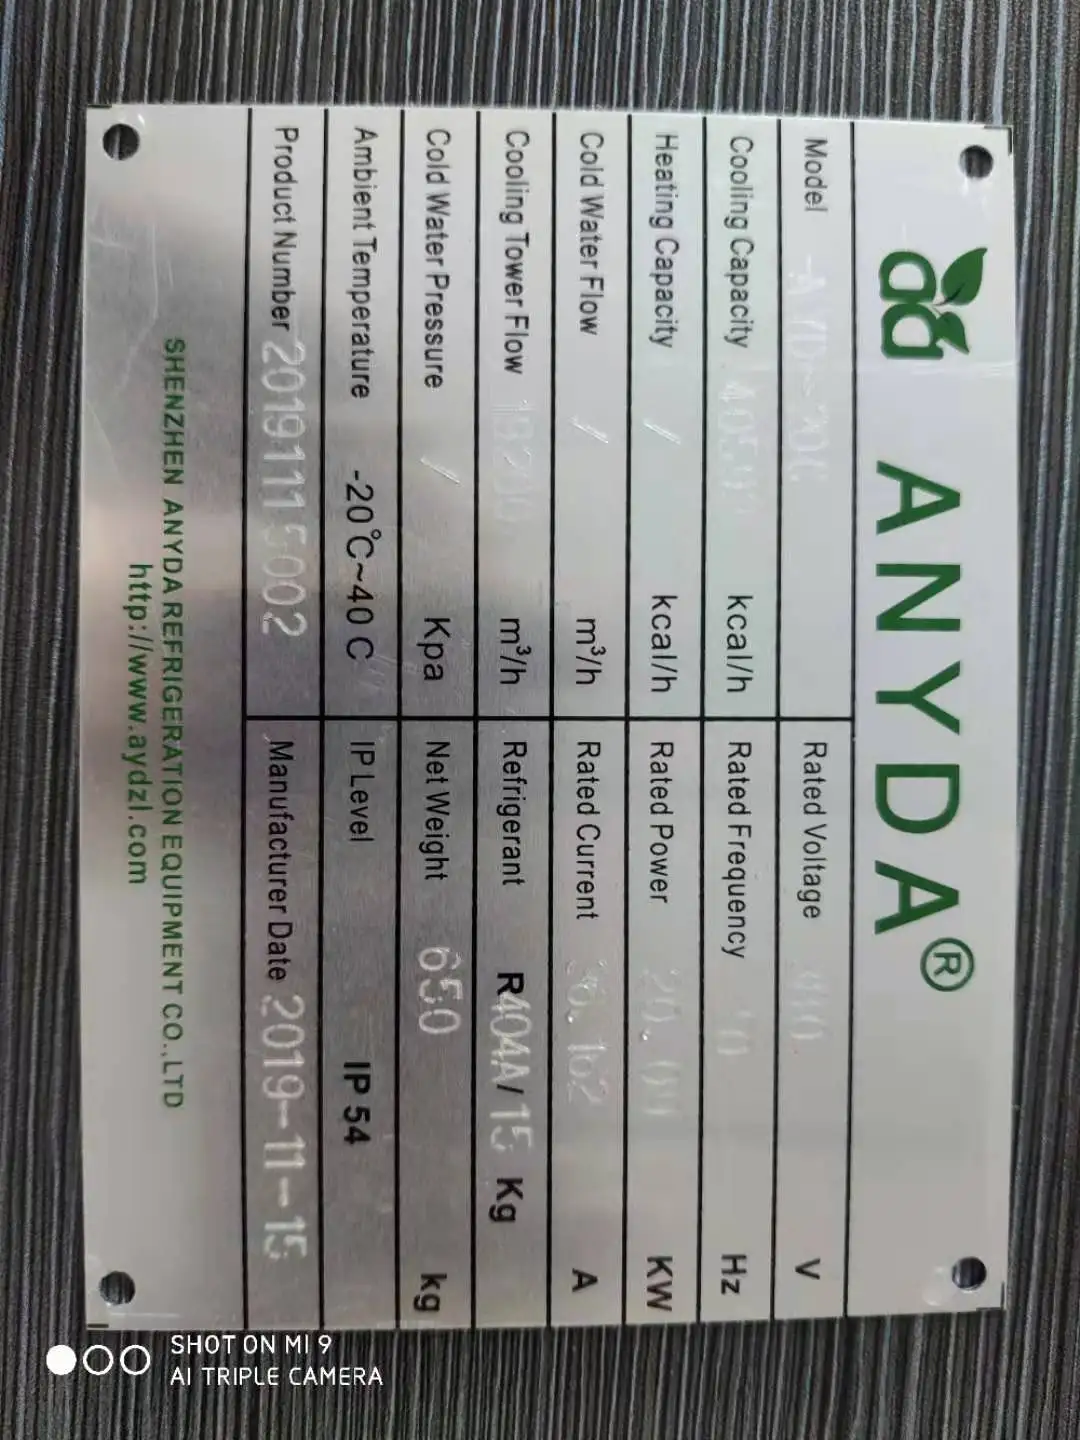 ad ANYDA®
Model Rated Voltage V
Cooling Capacity kcal/h Rated Frequency Hz
Heating Capacity / kcal/h Rated Power KW
Cold Water Flow / m³/h Rated Current A
Cooling Tower Flow m³/h Refrigerant R404A/15 Kg
Cold Water Pressure / Kpa Net Weight 650 kg
Ambient Temperature -20℃~40 C IP Level IP 54
Product Number 20191115002 Manufacturer Date 2019-11-15
SHENZHEN ANYDA REFRIGERATION EQUIPMENT CO.,LTD
http://www.aydzl.com
SHOT ON MI 9
AI TRIPLE CAMERA